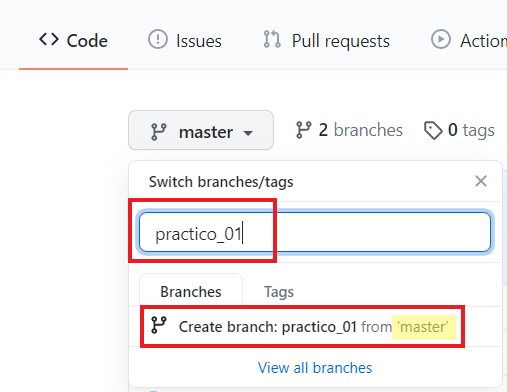 Code Issues Pull requests
master 2 branches 0 tags
Switch branches/tags
practico_01
Branches Tags
Create branch: practico_01 from 'master'
View all branches